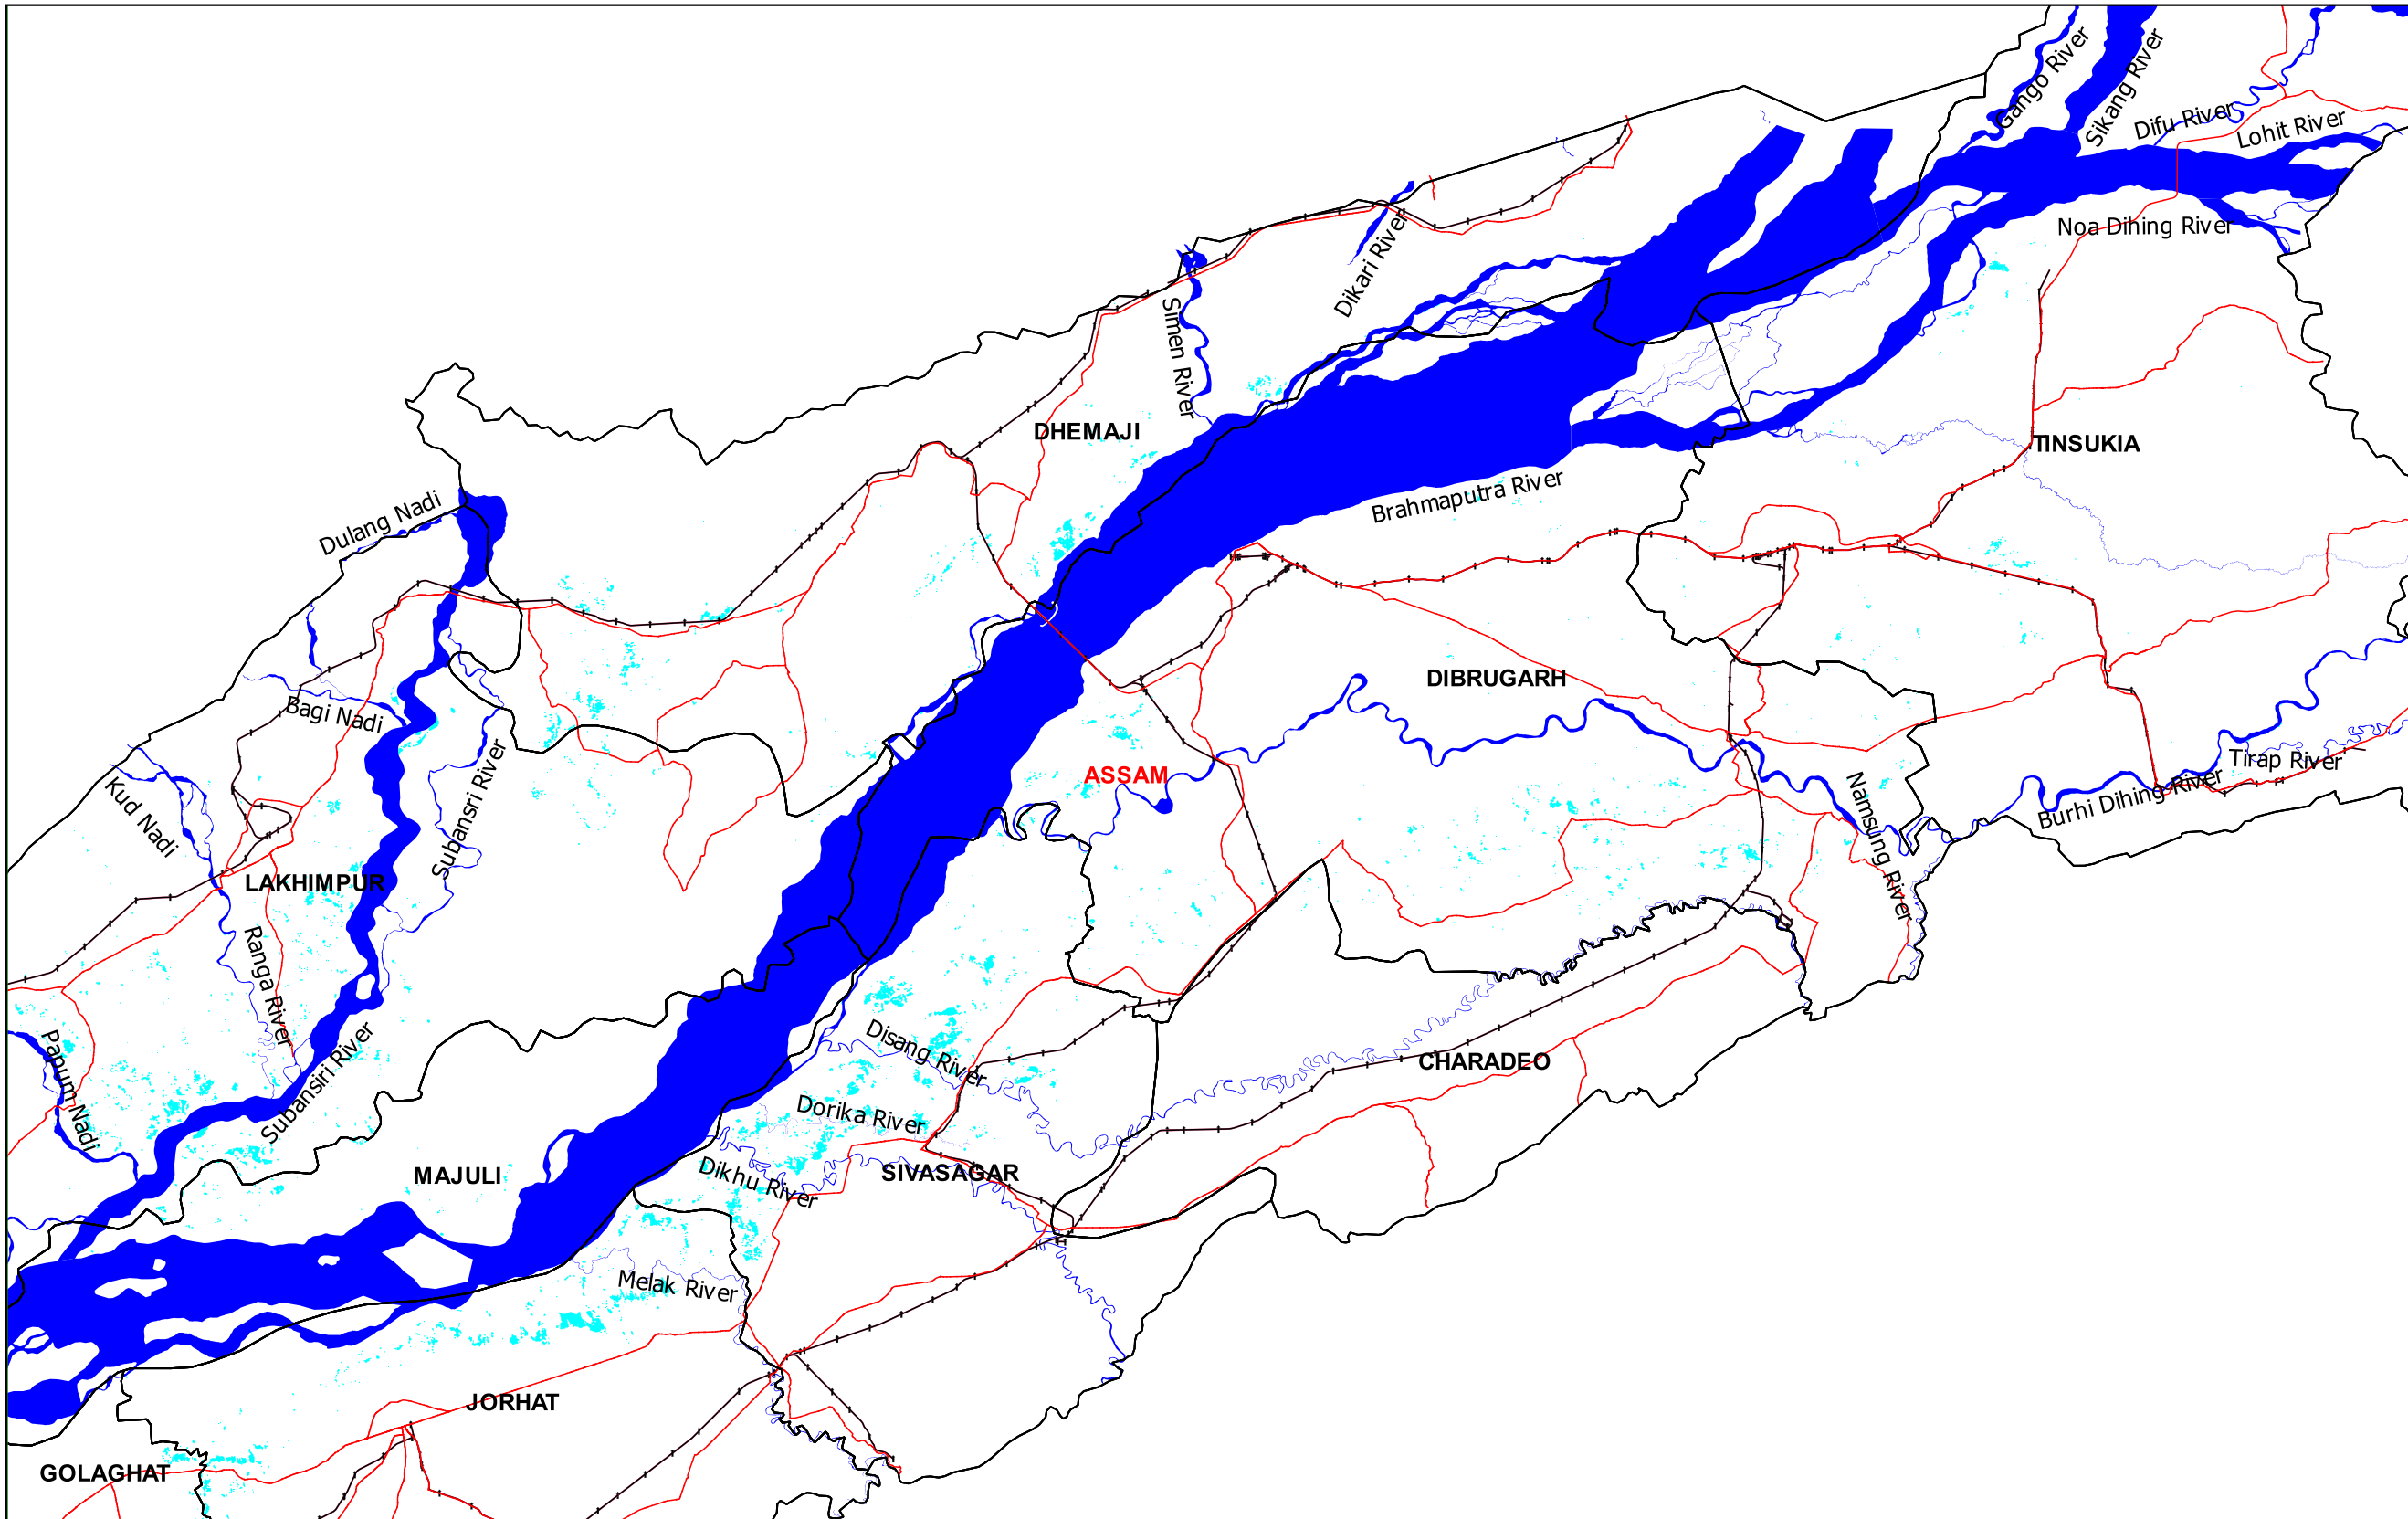 Gango River
Sikang River
Difu River
Lohit River
Noa Dihing River
Dikari River
Simen River
DHEMAJI
TINSUKIA
Brahmaputra River
Dulang Nadi
DIBRUGARH
Bagi Nadi
Subansri River
ASSAM
Tirap River
Burhi Dihing River
Namsung River
Kud Nadi
LAKHIMPUR
Ranga River
Papum Nadi
Subansiri River
Disang River
CHARADEO
Dorika River
MAJULI
Dikhu River
SIVASAGAR
Melak River
JORHAT
GOLAGHAT